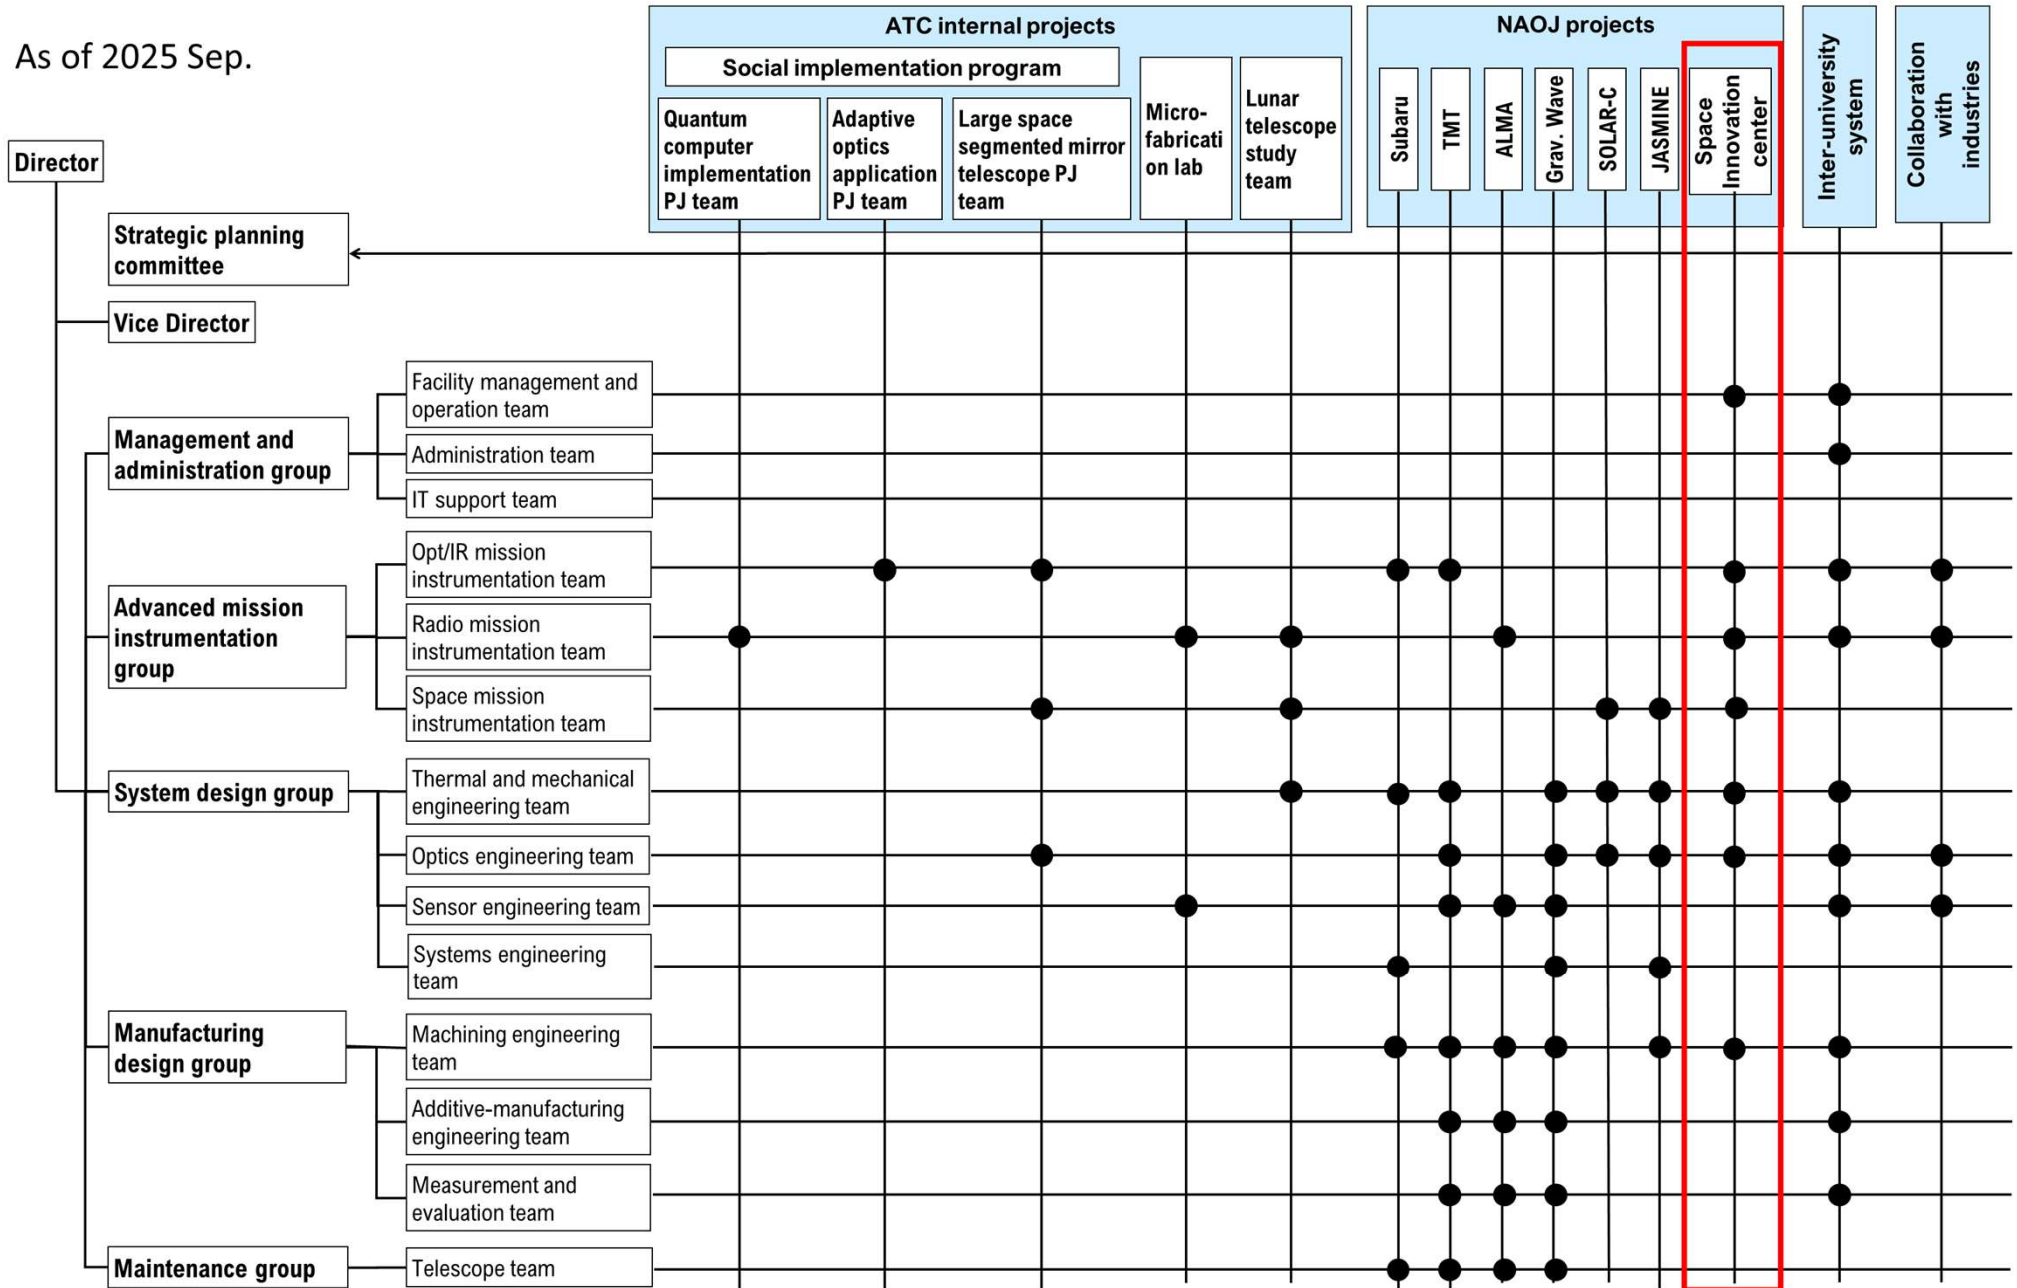 As of 2025 Sep.
ATC internal projects
Social implementation program
Quantum
computer
implementation
PJ team
Adaptive
optics
application
PJ team
Large space
segmented mirror
telescope PJ
team
Micro-
fabricati
on lab
Lunar
telescope
study
team
NAOJ projects
Subaru
TMT
ALMA
Grav. Wave
SOLAR-C
JASMINE
Space
Innovation
center
Inter-university
system
Collaboration
with
industries
Director
Strategic planning
committee
Vice Director
Management and
administration group
Facility management and
operation team
Administration team
IT support team
Advanced mission
instrumentation
group
Opt/IR mission
instrumentation team
Radio mission
instrumentation team
Space mission
instrumentation team
System design group
Thermal and mechanical
engineering team
Optics engineering team
Sensor engineering team
Systems engineering
team
Manufacturing
design group
Machining engineering
team
Additive-manufacturing
engineering team
Measurement and
evaluation team
Maintenance group
Telescope team